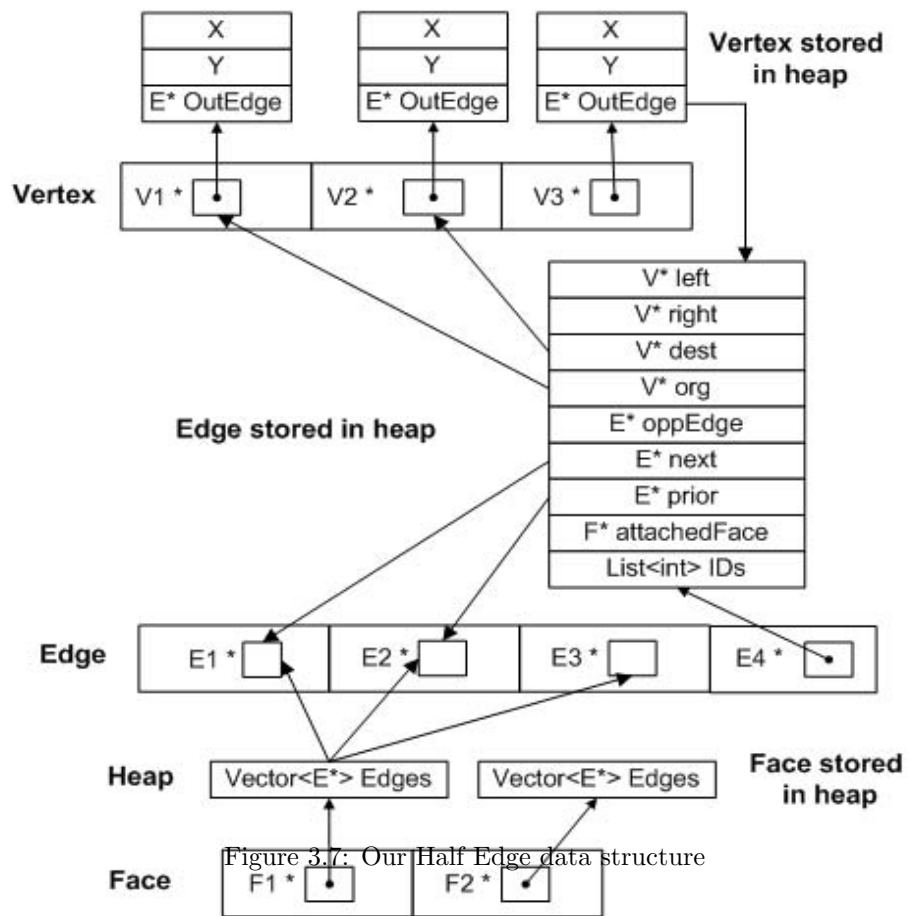 X
Y
E* OutEdge
X
Y
E* OutEdge
X
Y
E* OutEdge
Vertex stored
in heap
Vertex
V1 *
V2 *
V3 *
V* left
V* right
V* dest
V* org
E* oppEdge
E* next
E* prior
F* attachedFace
List<int> IDs
Edge stored in heap
Edge
E1 *
E2 *
E3 *
E4 *
Heap
Vector<E*> Edges
Vector<E*> Edges
Face stored
in heap
Figure 3.7: Our Half Edge data structure
Face
F1 *
F2 *